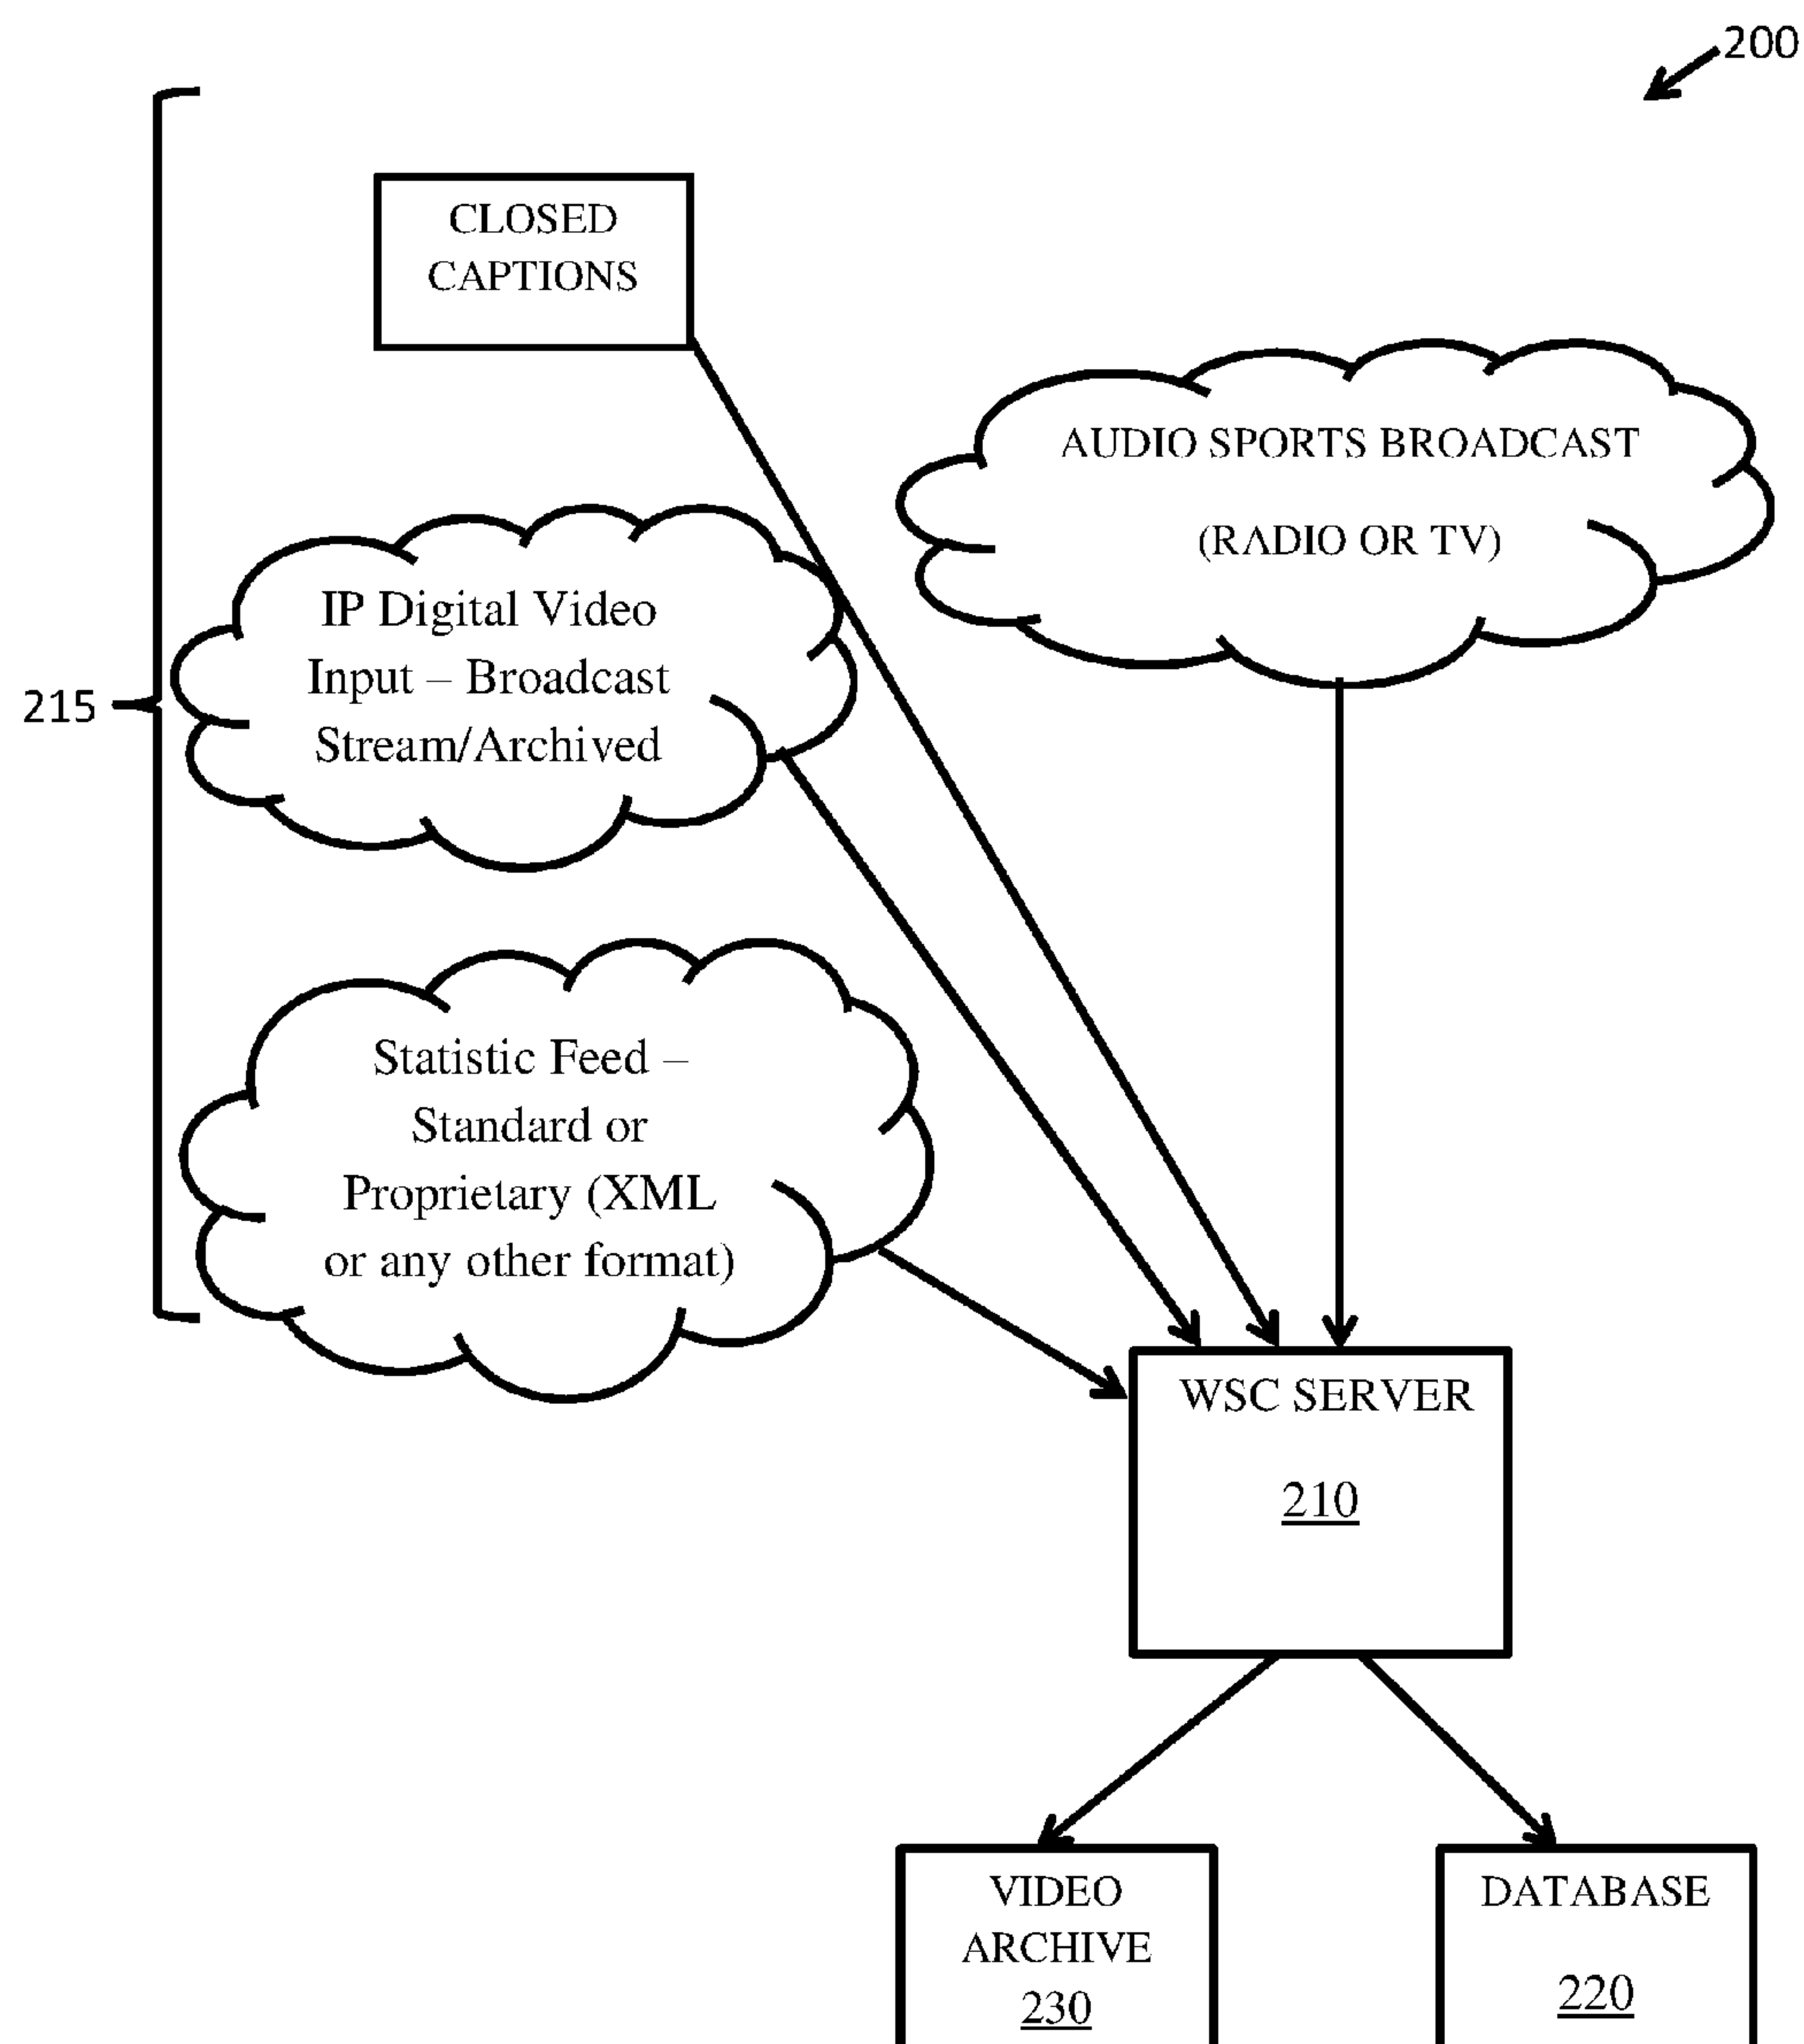 200
CLOSED
CAPTIONS
AUDIO SPORTS BROADCAST
(RADIO OR TV)
IP Digital Video
Input – Broadcast
Stream/Archived
215
Statistic Feed –
Standard or
Proprietary (XML
or any other format)
WSC SERVER
210
VIDEO
ARCHIVE
230
DATABASE
220